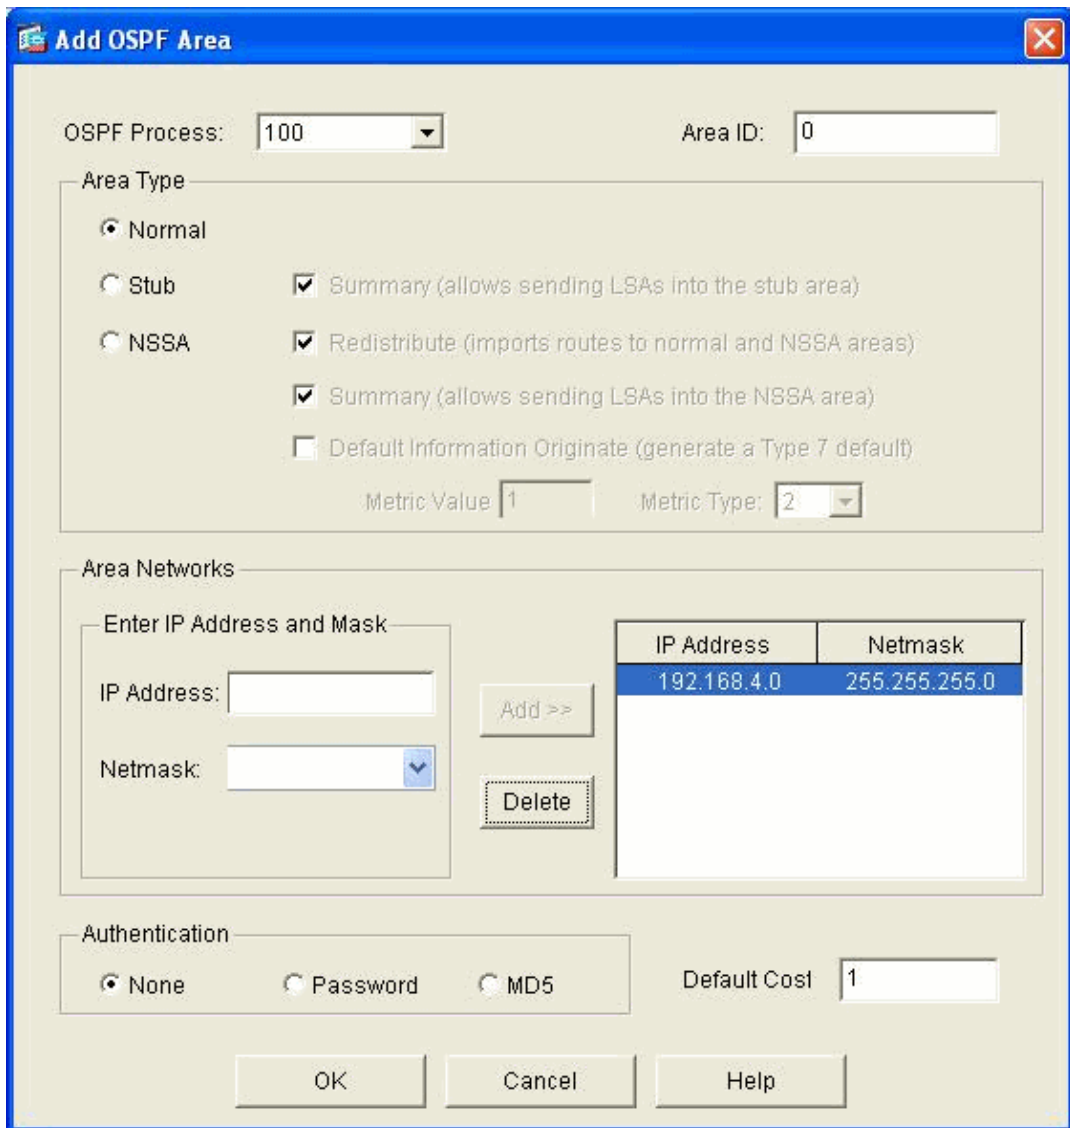 Add OSPF Area
OSPF Process: 100 Area ID: 0
Area Type
Normal
Stub Summary (allows sending LSAs into the stub area)
NSSA Redistribute (imports routes to normal and NSSA areas)
Summary (allows sending LSAs into the NSSA area)
Default Information Originate (generate a Type 7 default)
Metric Value 1 Metric Type: 2
Area Networks
Enter IP Address and Mask
IP Address:
Netmask:
Add >>
Delete
IP Address Netmask
192.168.4.0 255.255.255.0
Authentication
None Password MD5
Default Cost 1
OK Cancel Help